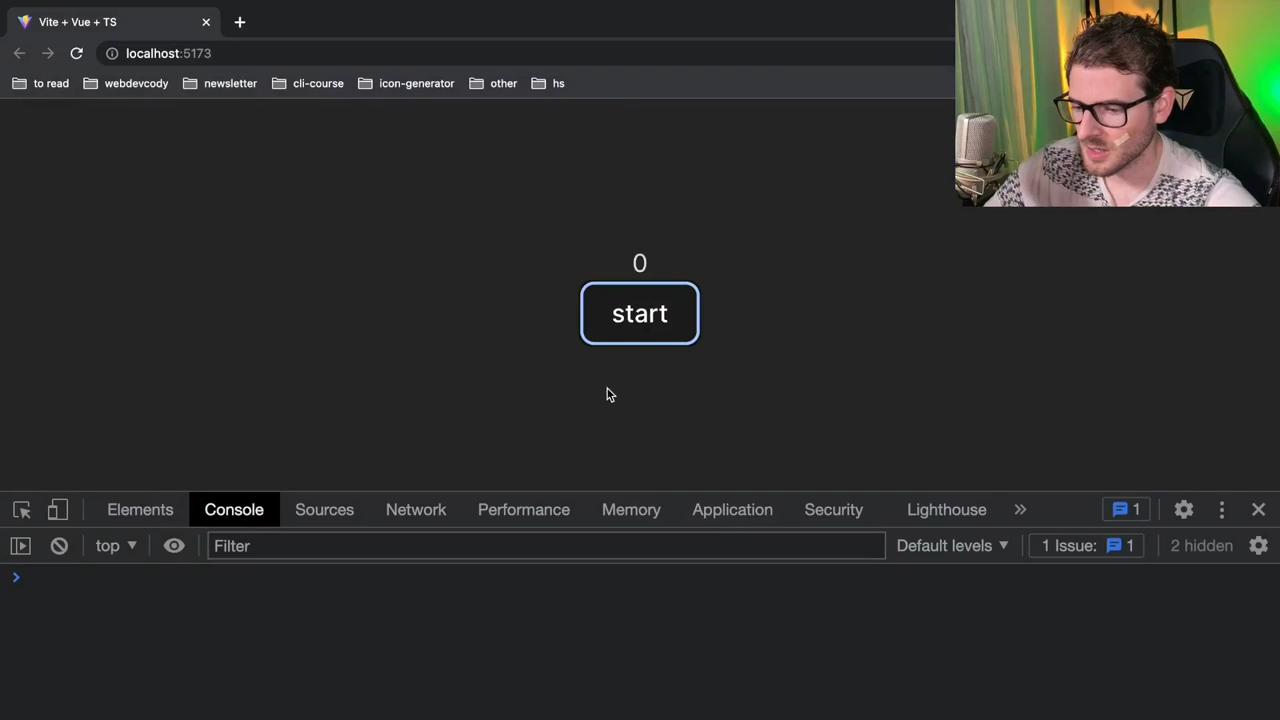 Vite + Vue + TS
localhost:5173
to read webdevcody newsletter cli-course icon-generator other hs
0
start
Elements Console Sources Network Performance Memory Application Security Lighthouse 1
top Filter Default levels 1 Issue: 1 2 hidden